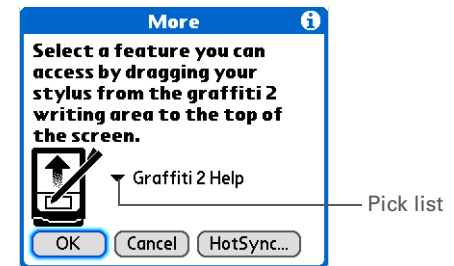 More
Select a feature you can
access by dragging your
stylus from the graffiti 2
writing area to the top of
the screen.
Graffiti 2 Help
Pick list
OK Cancel HotSync...